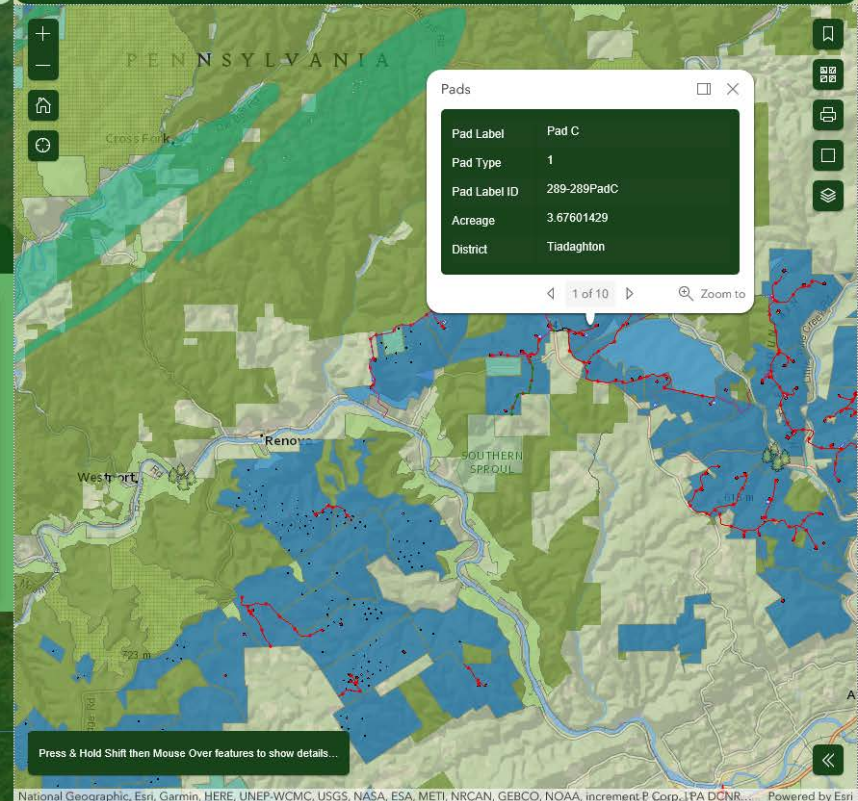 PENNSYLVANIA
Cross Fork
Pads
Pad Label Pad C
Pad Type 1
Pad Label ID 289-289PadC
Acreage 3.67601429
District Tiadaghton
1 of 10
Zoom to
Renovo
SOUTHERN
SPROUL
Westport
Rd
615 m
723 m
A
Press & Hold Shift then Mouse Over features to show details...
National Geographic, Esri, Garmin, HERE, UNEP-WCMC, USGS, NASA, ESA, METI, NRCAN, GEBCO, NOAA, increment P Corp. | PA DCNR... Powered by Esri